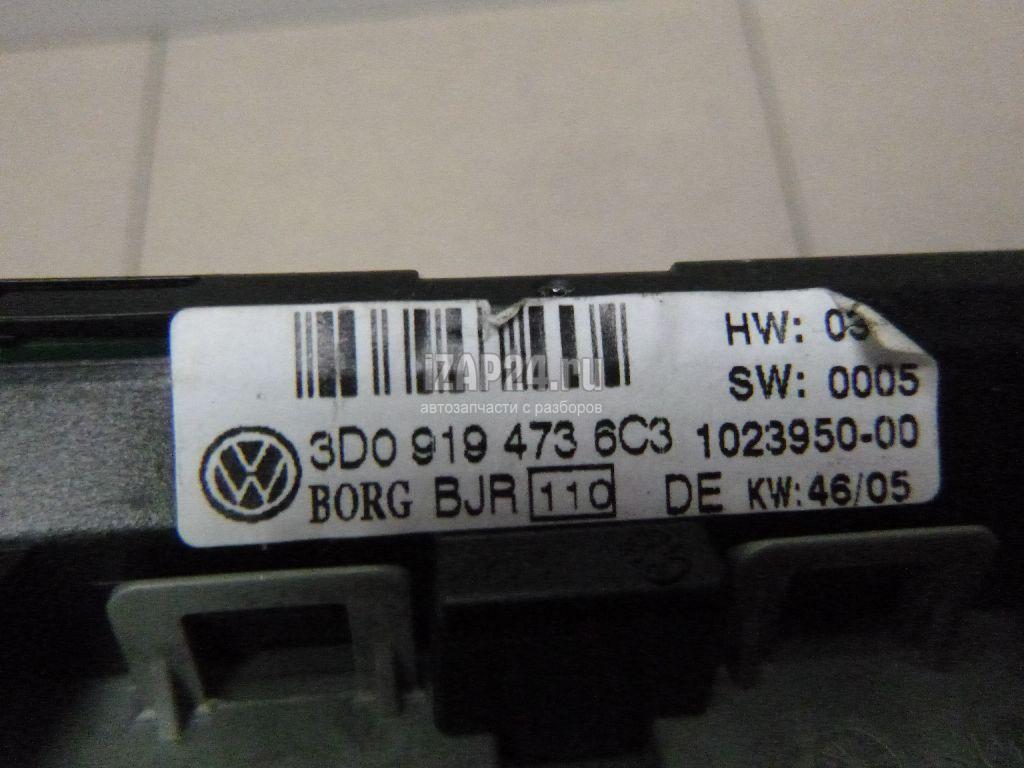 HW: 03
SW: 0005
iZAP24.ru
автозапчасти с разборов
3D0 919 473 6C3 1023950-00
BORG BJR 110 DE KW: 46/05